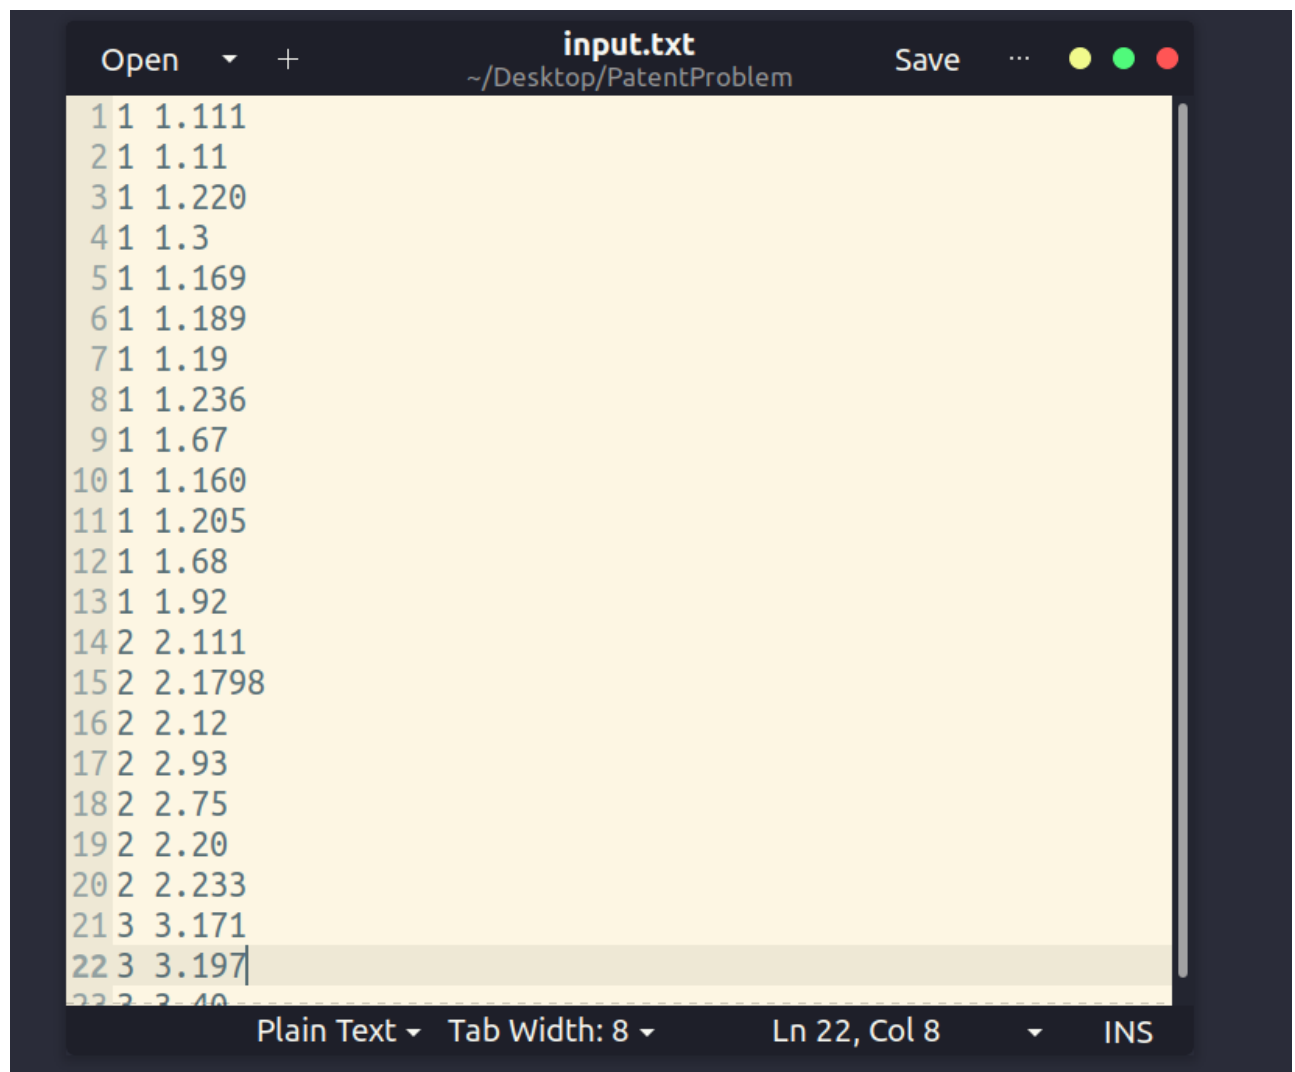 Open + input.txt Save ...
~/Desktop/PatentProblem
1 1 1.111
2 1 1.11
3 1 1.220
4 1 1.3
5 1 1.169
6 1 1.189
7 1 1.19
8 1 1.236
9 1 1.67
10 1 1.160
11 1 1.205
12 1 1.68
13 1 1.92
14 2 2.111
15 2 2.1798
16 2 2.12
17 2 2.93
18 2 2.75
19 2 2.20
20 2 2.233
21 3 3.171
22 3 3.197
23 3 3.40
Plain Text Tab Width: 8 Ln 22, Col 8 INS